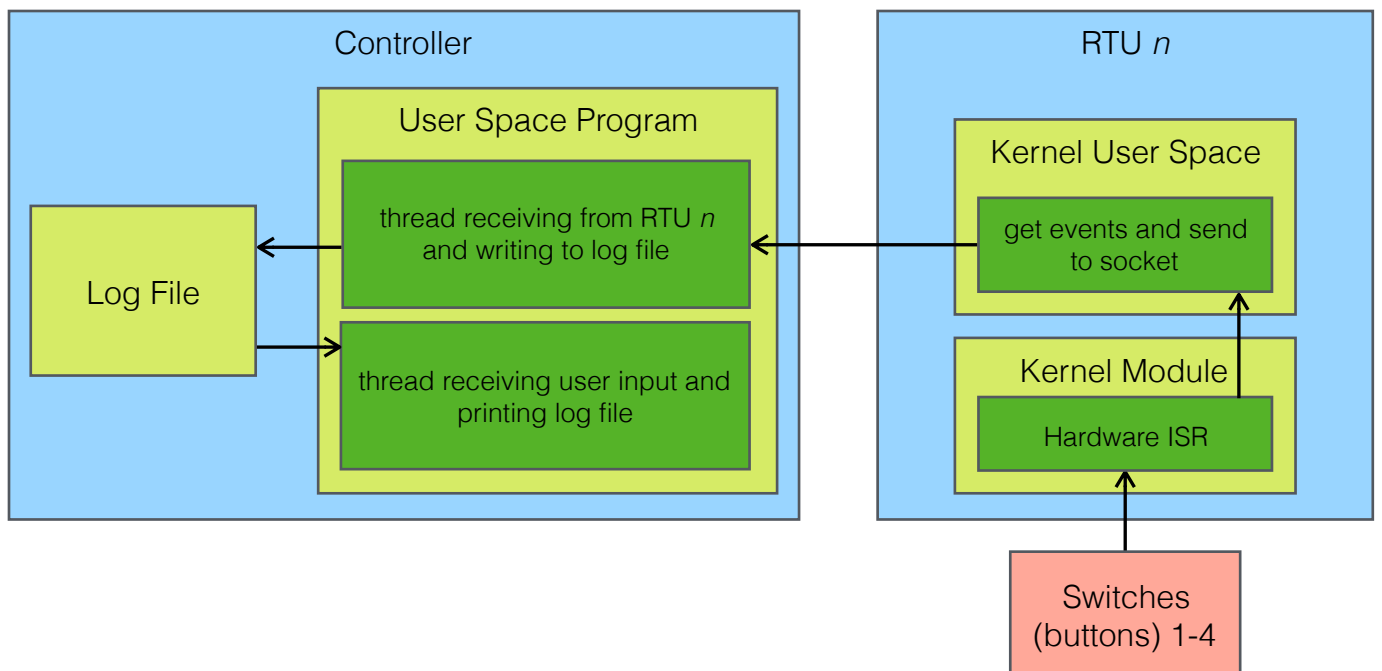 Controller
User Space Program
thread receiving from RTU n
and writing to log file
Log File
thread receiving user input and
printing log file
RTU n
Kernel User Space
get events and send
to socket
Kernel Module
Hardware ISR
Switches
(buttons) 1-4